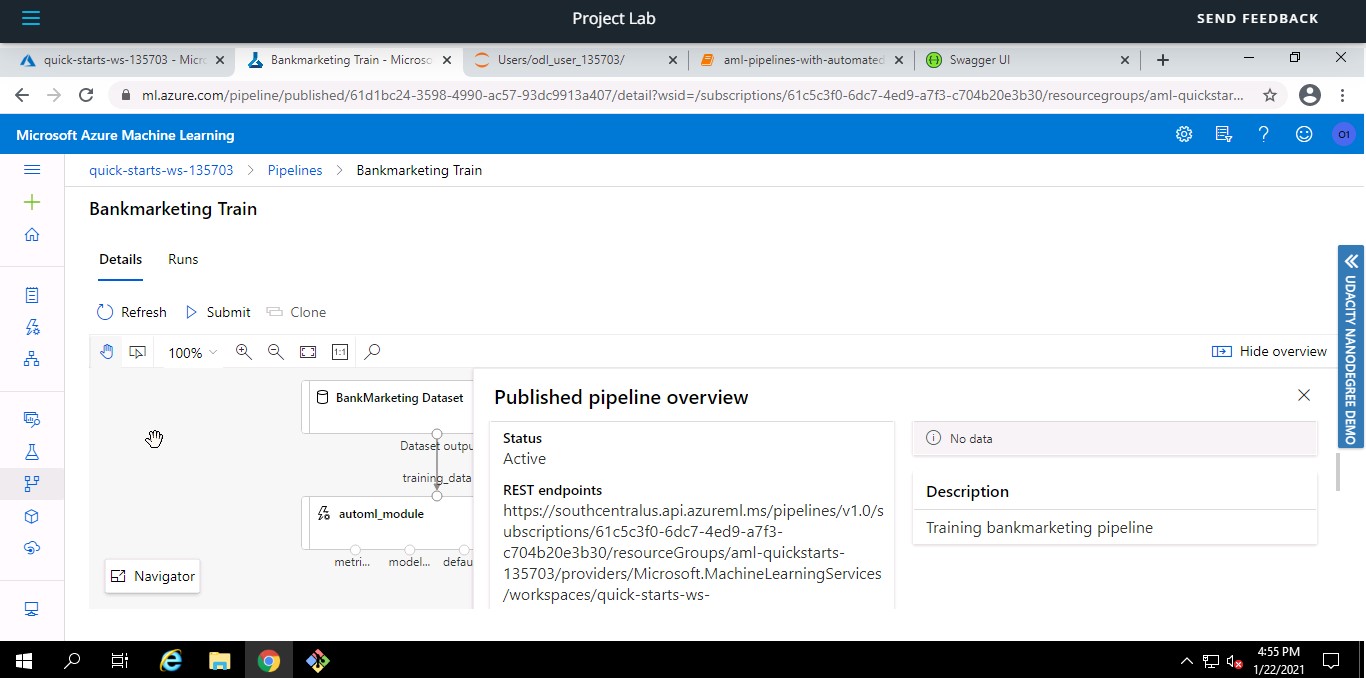 Project Lab
SEND FEEDBACK
quick-starts-ws-135703 - Micr
Bankmarketing Train - Microso
Users/odl_user_135703/
aml-pipelines-with-automated
Swagger UI
ml.azure.com/pipeline/published/61d1bc24-3598-4990-ac57-93dc9913a407/detail?wsid=/subscriptions/61c5c3f0-6dc7-4ed9-a7f3-c704b20e3b30/resourcegroups/aml-quickstar...
Microsoft Azure Machine Learning
O1
quick-starts-ws-135703 > Pipelines > Bankmarketing Train
Bankmarketing Train
Details Runs
Refresh Submit Clone
100%
1:1
Hide overview
BankMarketing Dataset
Dataset outpu
training_data
automl_module
metri... model... defau
Navigator
Published pipeline overview
Status
Active
REST endpoints
https://southcentralus.api.azureml.ms/pipelines/v1.0/s
ubscriptions/61c5c3f0-6dc7-4ed9-a7f3-
c704b20e3b30/resourceGroups/aml-quickstarts-
135703/providers/Microsoft.MachineLearningServices
/workspaces/quick-starts-ws-
No data
Description
Training bankmarketing pipeline
UDACITY NANODEGREE DEMO
4:55 PM
1/22/2021